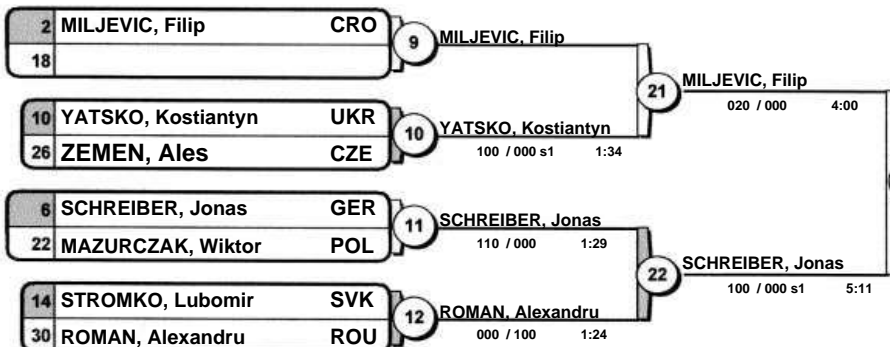 2 MILJEVIC, Filip CRO
18
9
MILJEVIC, Filip
10 YATSKO, Kostiantyn UKR
26 ZEMEN, Ales CZE
10
YATSKO, Kostiantyn
100 / 000 s1 1:34
21
MILJEVIC, Filip
020 / 000 4:00
6 SCHREIBER, Jonas GER
22 MAZURCZAK, Wiktor POL
11
SCHREIBER, Jonas
110 / 000 1:29
14 STROMKO, Lubomir SVK
30 ROMAN, Alexandru ROU
12
ROMAN, Alexandru
000 / 100 1:24
22
SCHREIBER, Jonas
100 / 000 s1 5:11